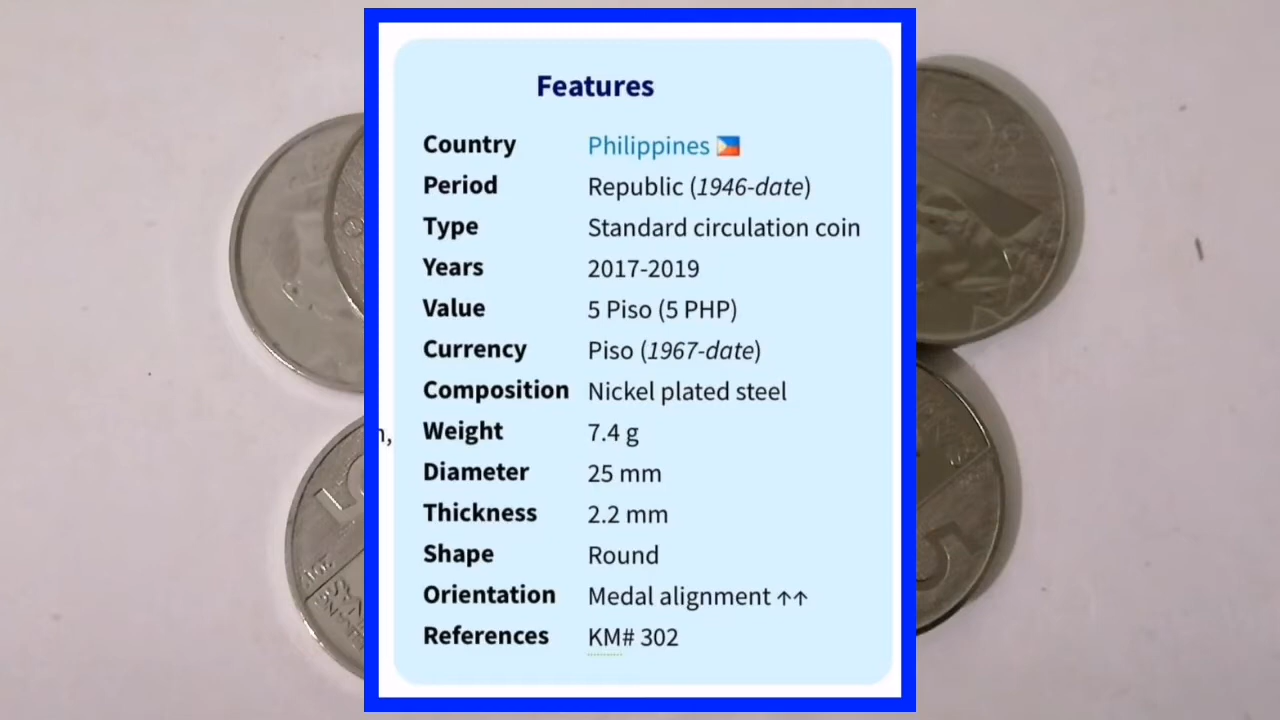 Features
Country Philippines
Period Republic (1946-date)
Type Standard circulation coin
Years 2017-2019
Value 5 Piso (5 PHP)
Currency Piso (1967-date)
Composition Nickel plated steel
n, Weight 7.4 g
Diameter 25 mm
Thickness 2.2 mm
Shape Round
Orientation Medal alignment ↑↑
References KM# 302
5
5